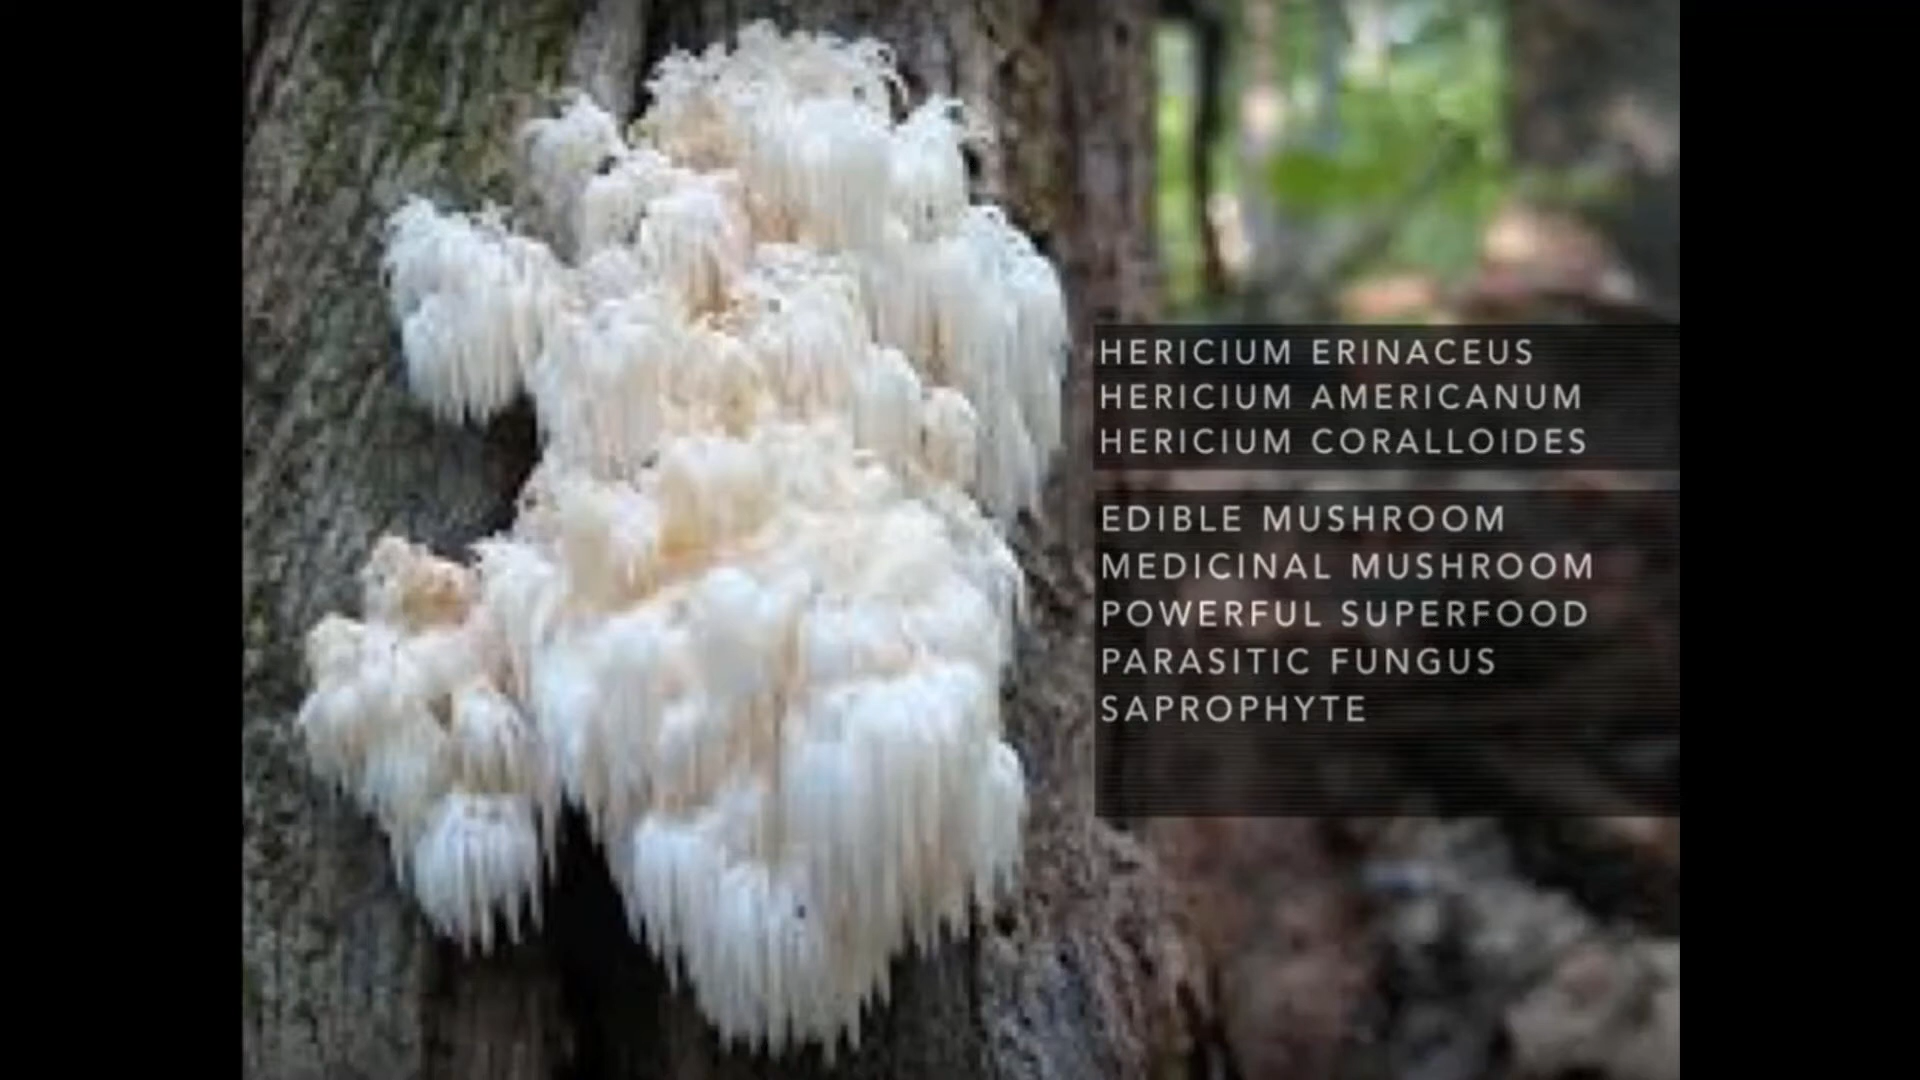 HERICIUM ERINACEUS
HERICIUM AMERICANUM
HERICIUM CORALLOIDES
EDIBLE MUSHROOM
MEDICINAL MUSHROOM
POWERFUL SUPERFOOD
PARASITIC FUNGUS
SAPROPHYTE